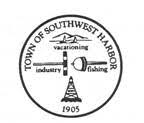 TOWN OF SOUTHWEST HARBOR
vacationing
industry fishing
1905